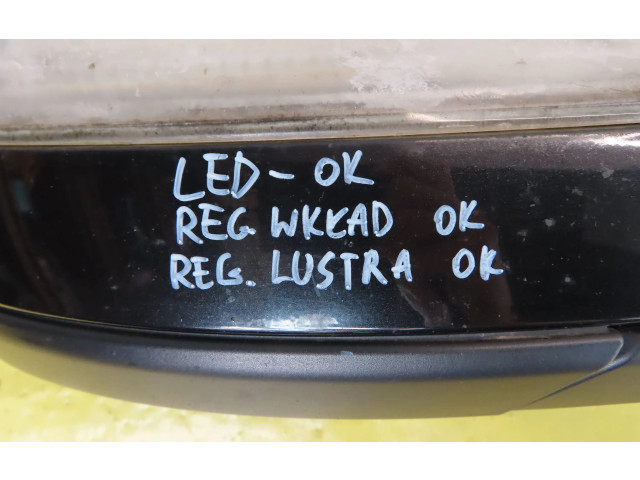 LED - OK
REG. WKŁAD OK
REG. LUSTRA OK